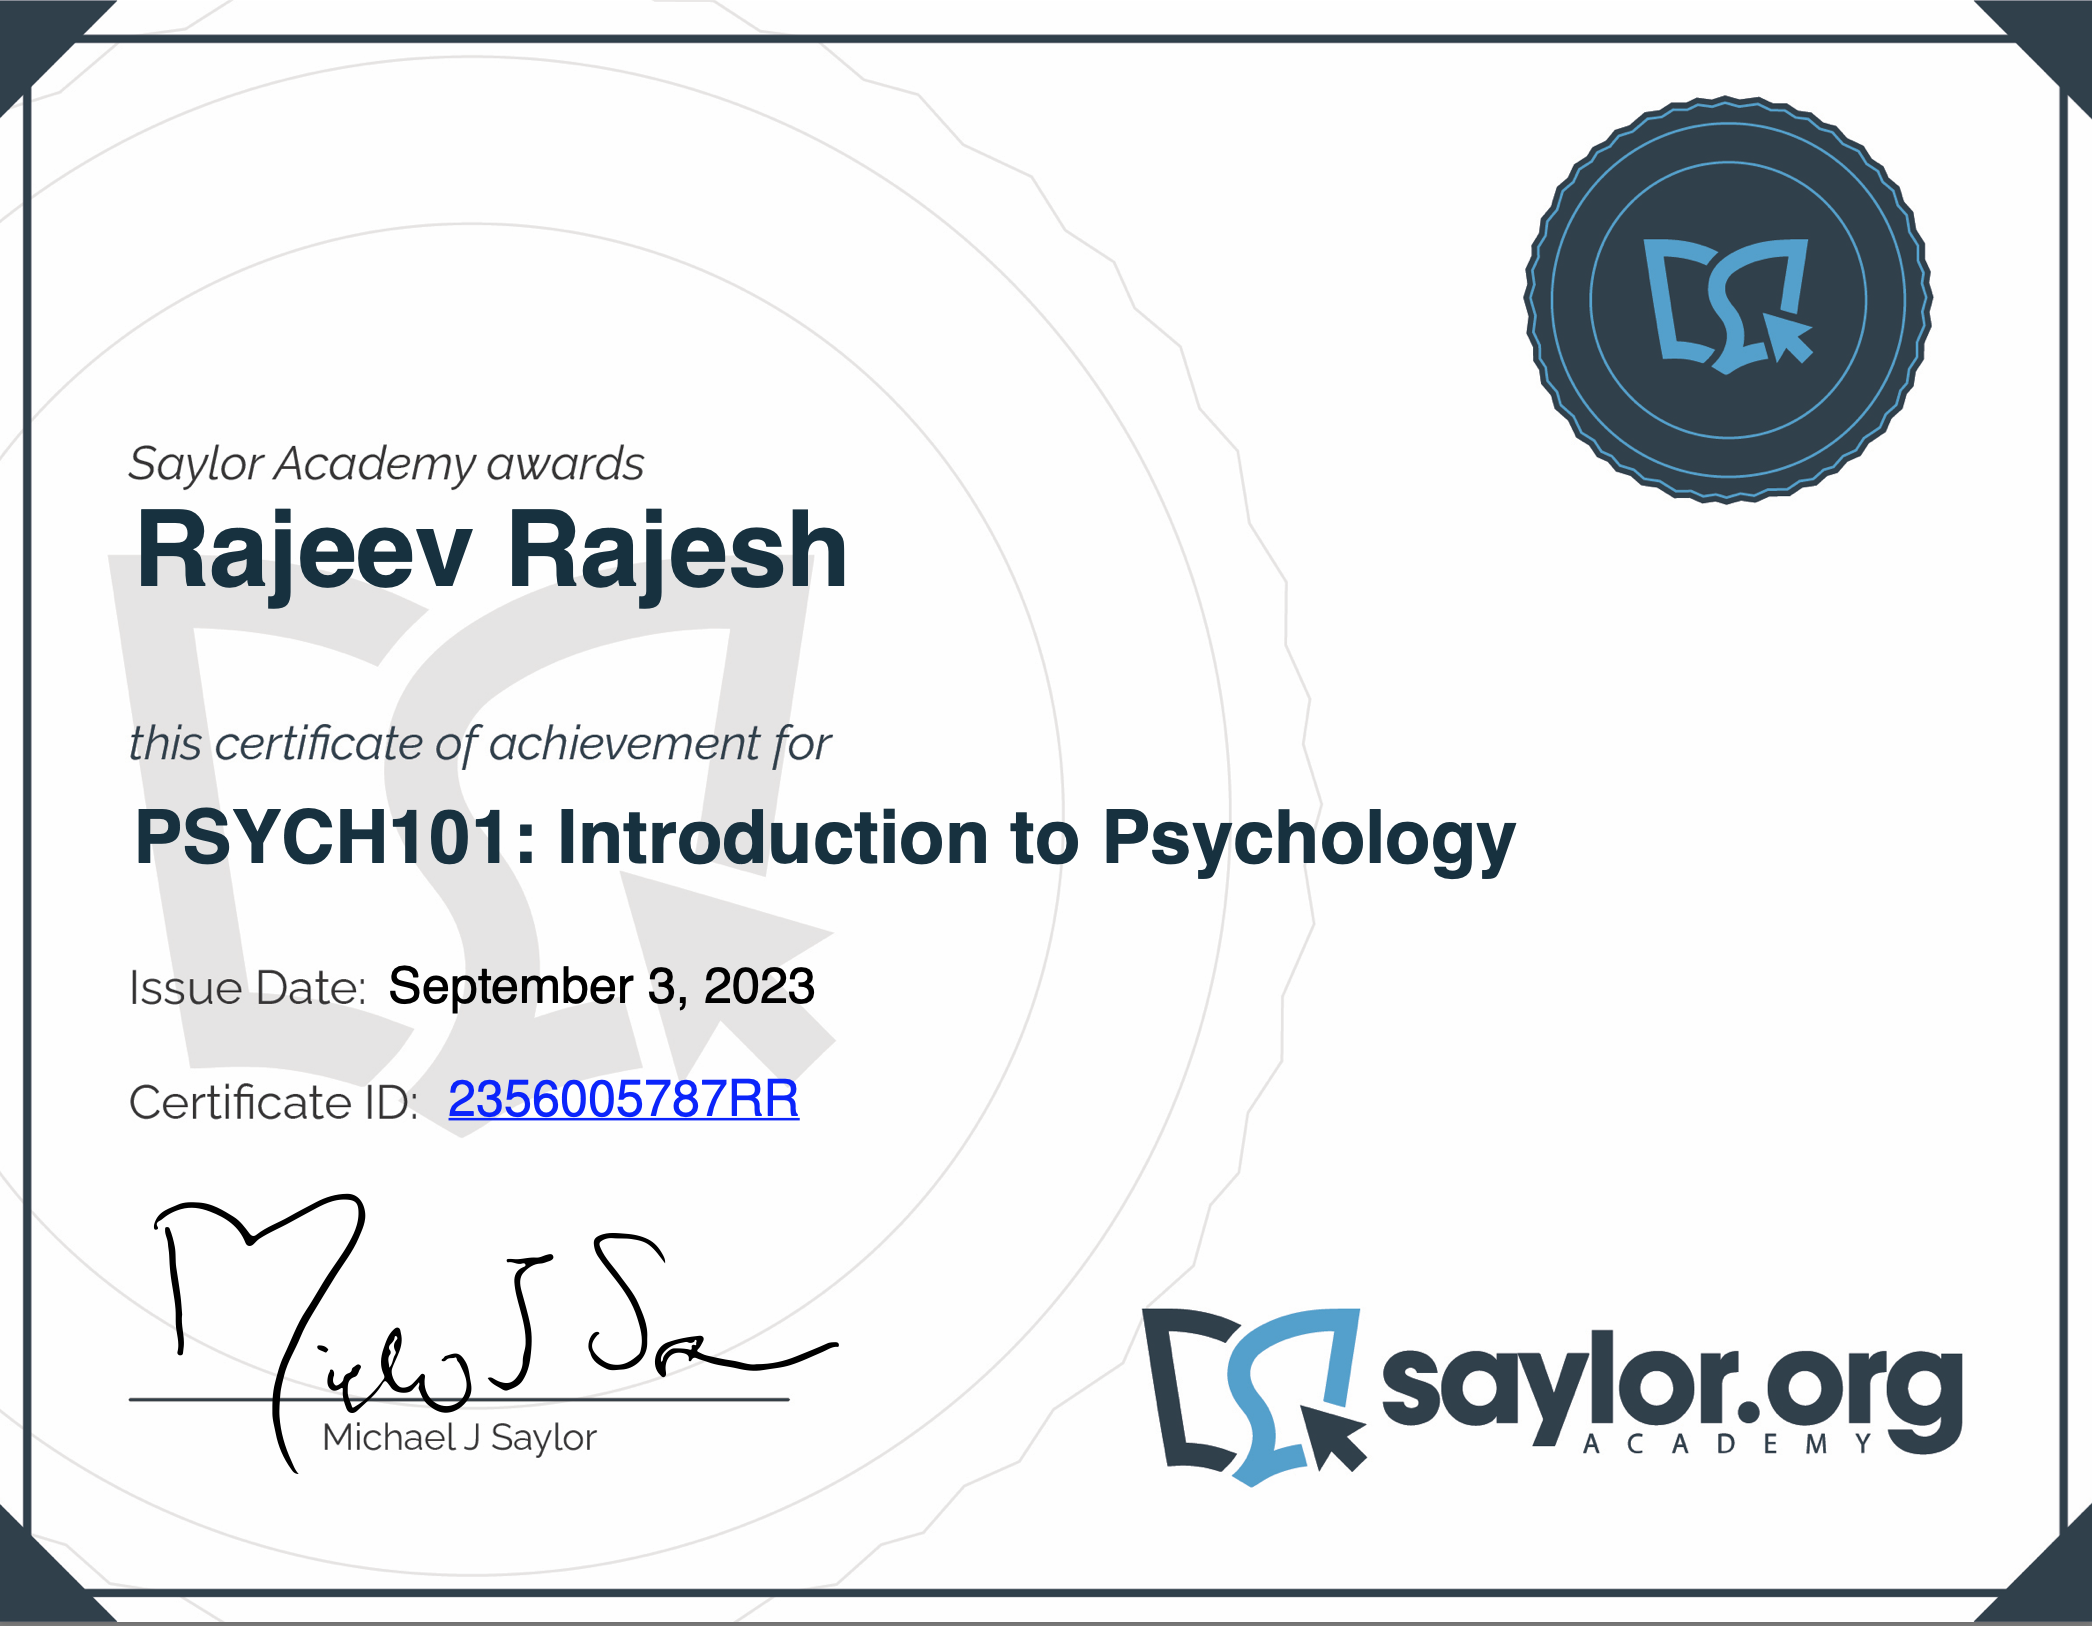 Saylor Academy awards
Rajeev Rajesh
this certificate of achievement for
PSYCH101: Introduction to Psychology
Issue Date: September 3, 2023
Certificate ID: 2356005787RR
Michael J Saylor
saylor.org
ACADEMY